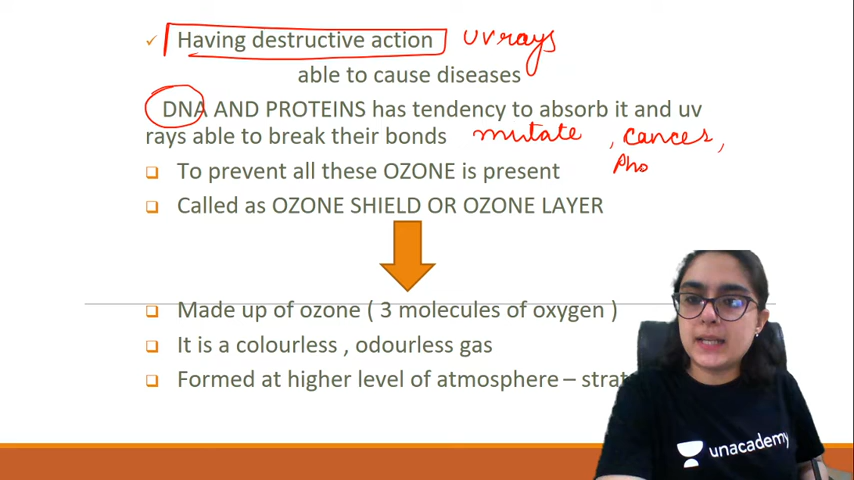 Having destructive action uv rays
able to cause diseases
DNA AND PROTEINS has tendency to absorb it and uv
rays able to break their bonds mutate , cancer,
Pho
To prevent all these OZONE is present
Called as OZONE SHIELD OR OZONE LAYER
Made up of ozone ( 3 molecules of oxygen )
It is a colourless , odourless gas
Formed at higher level of atmosphere – strat
unacademy